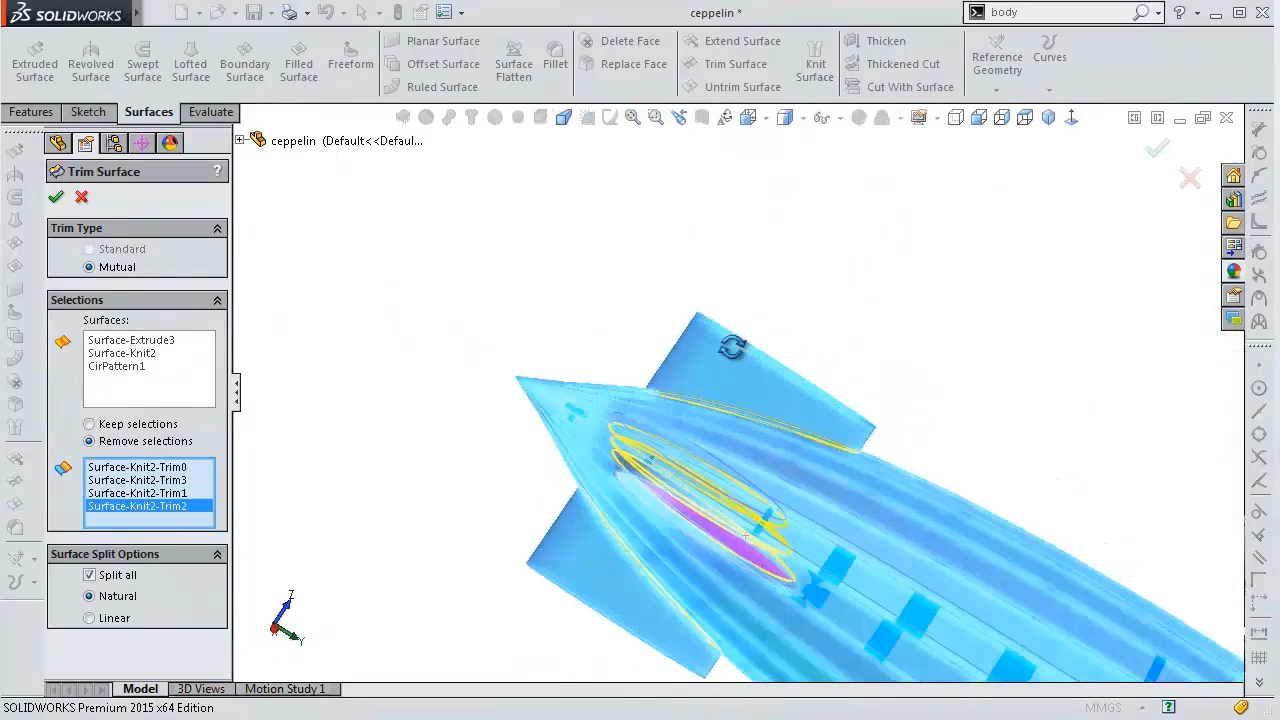 SOLIDWORKS
ceppelin *
body
Extruded Surface
Revolved Surface
Swept Surface
Lofted Surface
Boundary Surface
Filled Surface
Freeform
Planar Surface
Offset Surface
Ruled Surface
Surface Flatten
Fillet
Delete Face
Replace Face
Extend Surface
Trim Surface
Untrim Surface
Knit Surface
Thicken
Thickened Cut
Cut With Surface
Reference Geometry
Curves
Features
Sketch
Surfaces
Evaluate
ceppelin (Default<<Defaul...
Trim Surface
?
Trim Type
Standard
Mutual
Selections
Surfaces:
Surface-Extrude3
Surface-Knit2
CirPattern1
Keep selections
Remove selections
Surface-Knit2-Trim0
Surface-Knit2-Trim3
Surface-Knit2-Trim1
Surface-Knit2-Trim2
Surface Split Options
Split all
Natural
Linear
Z
Y
Model
3D Views
Motion Study 1
SOLIDWORKS Premium 2015 x64 Edition
MMGS